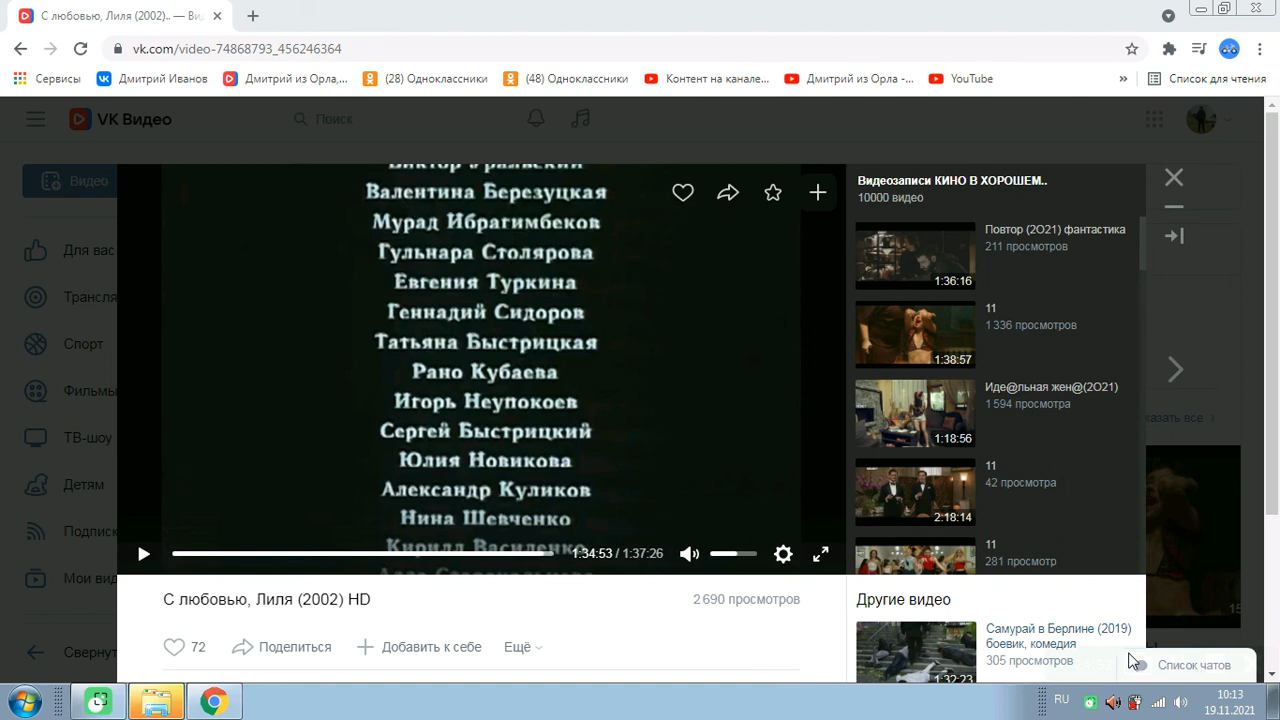 С любовью, Лиля (2002).. — Ви
vk.com/video-74868793_456246364
Сервисы
Дмитрий Иванов
Дмитрий из Орла,...
(28) Одноклассники
(48) Одноклассники
Контент на канале...
Дмитрий из Орла -...
YouTube
»
Список для чтения
VK Видео
Поиск
Видео
Для вас
Трансля
Спорт
Фильмы
ТВ-шоу
Детям
Подписк
Мои вид
Свернут
Виктор Уральский
Валентина Березуцкая
Мурад Ибрагимбеков
Гульнара Столярова
Евгения Туркина
Геннадий Сидоров
Татьяна Быстрицкая
Рано Кубаева
Игорь Неупокоев
Сергей Быстрицкий
Юлия Новикова
Александр Куликов
Нина Шевченко
Кирилл Василенко
1:34:53 / 1:37:26
С любовью, Лиля (2002) HD
2 690 просмотров
72
Поделиться
Добавить к себе
Ещё
Видеозаписи КИНО В ХОРОШЕМ..
10000 видео
Повтор (2О21) фантастика
211 просмотров
1:36:16
11
1 336 просмотров
1:38:57
Иде@льная жен@(2О21)
1 594 просмотра
1:18:56
11
42 просмотра
2:18:14
11
281 просмотр
казать все
Другие видео
Самурай в Берлине (2019)
боевик, комедия
305 просмотров
1:32:23
Список чатов
RU
10:13
19.11.2021